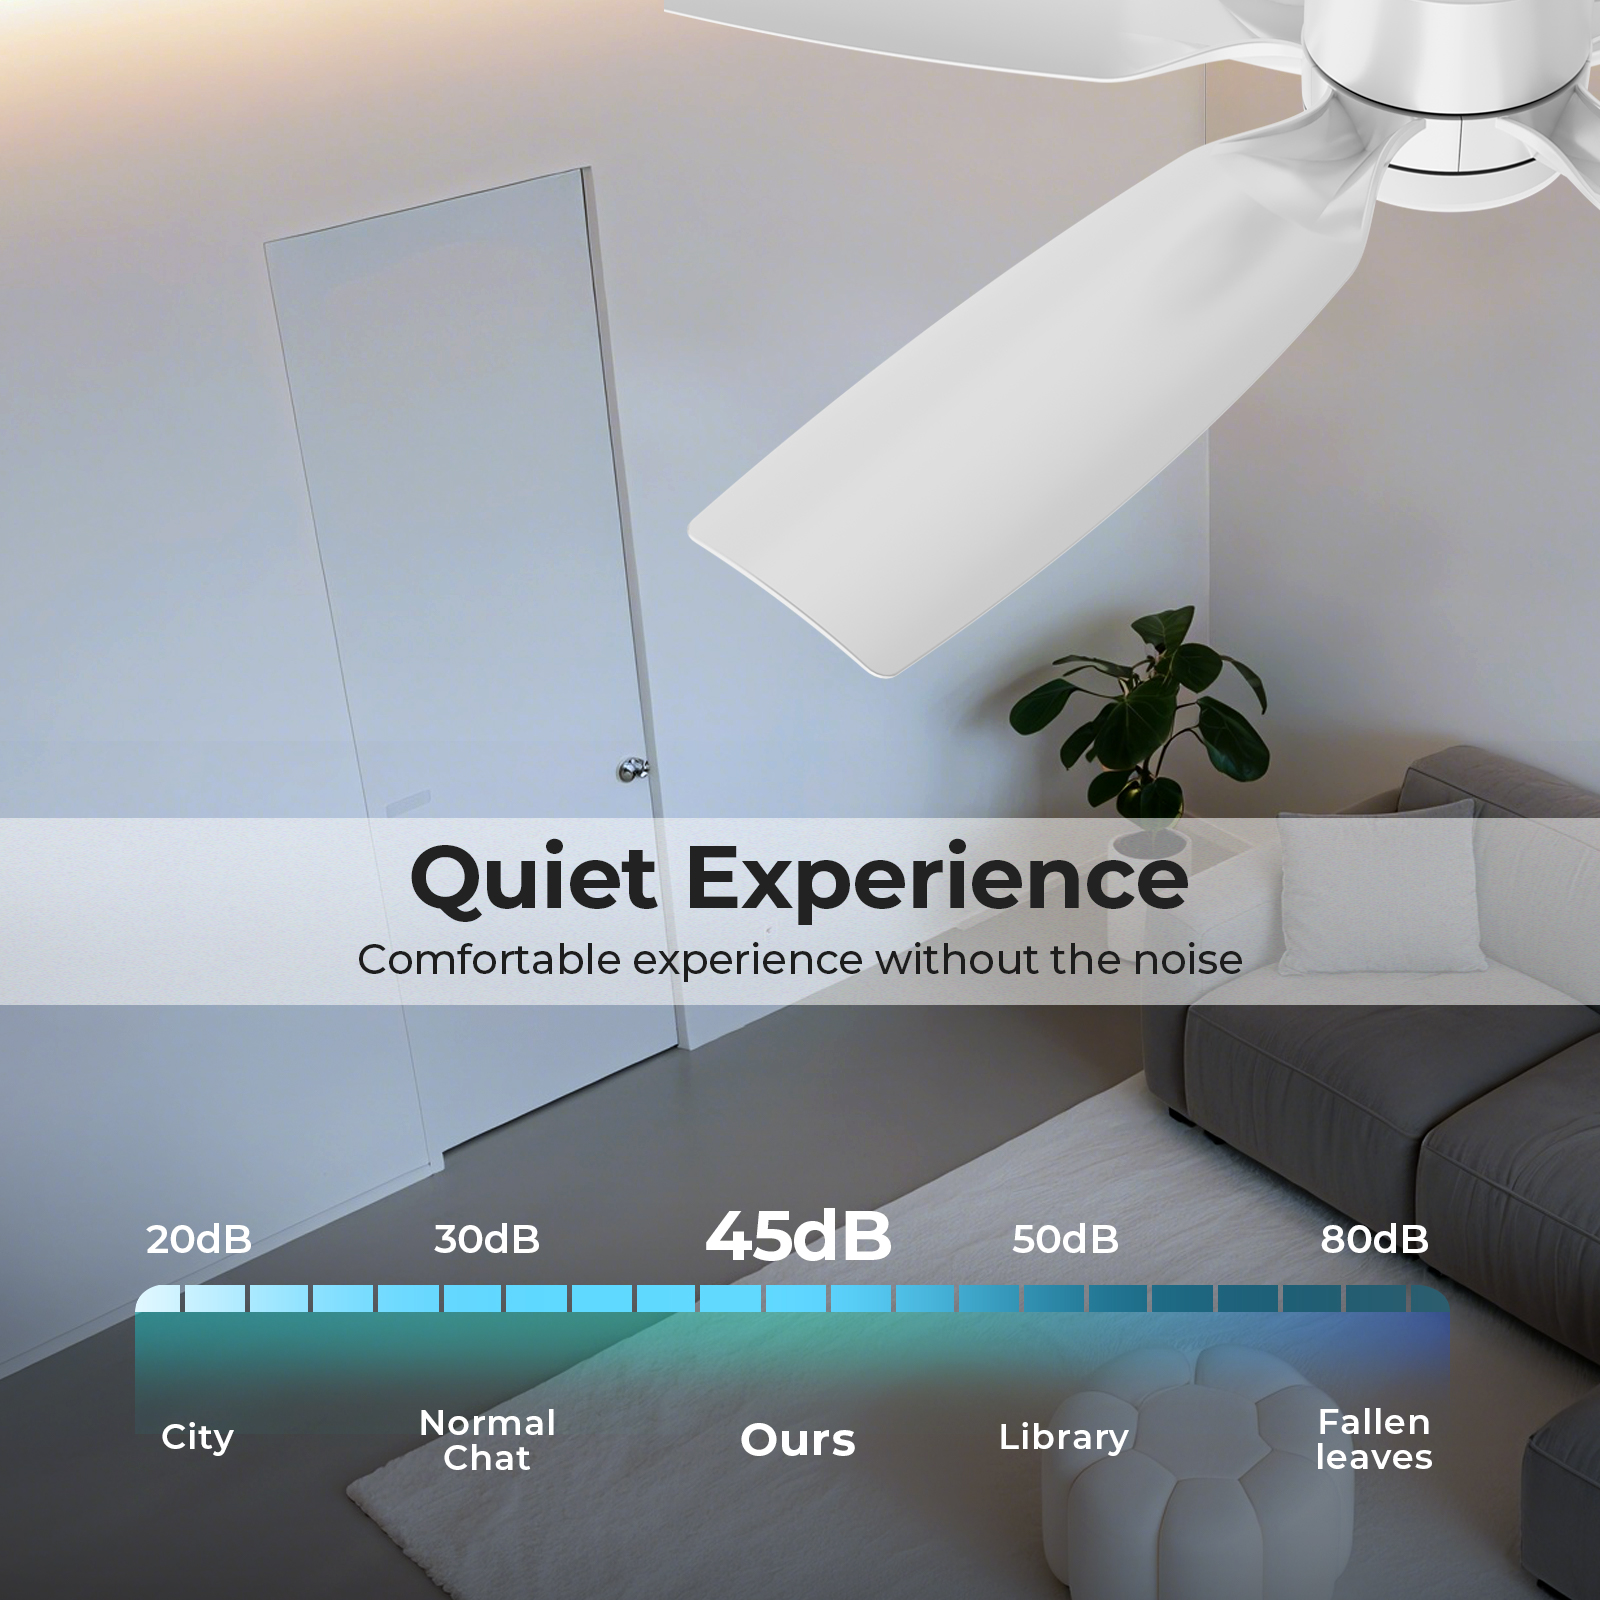 Quiet Experience
Comfortable experience without the noise
20dB 30dB 45dB 50dB 80dB
City Normal Chat Ours Library Fallen leaves